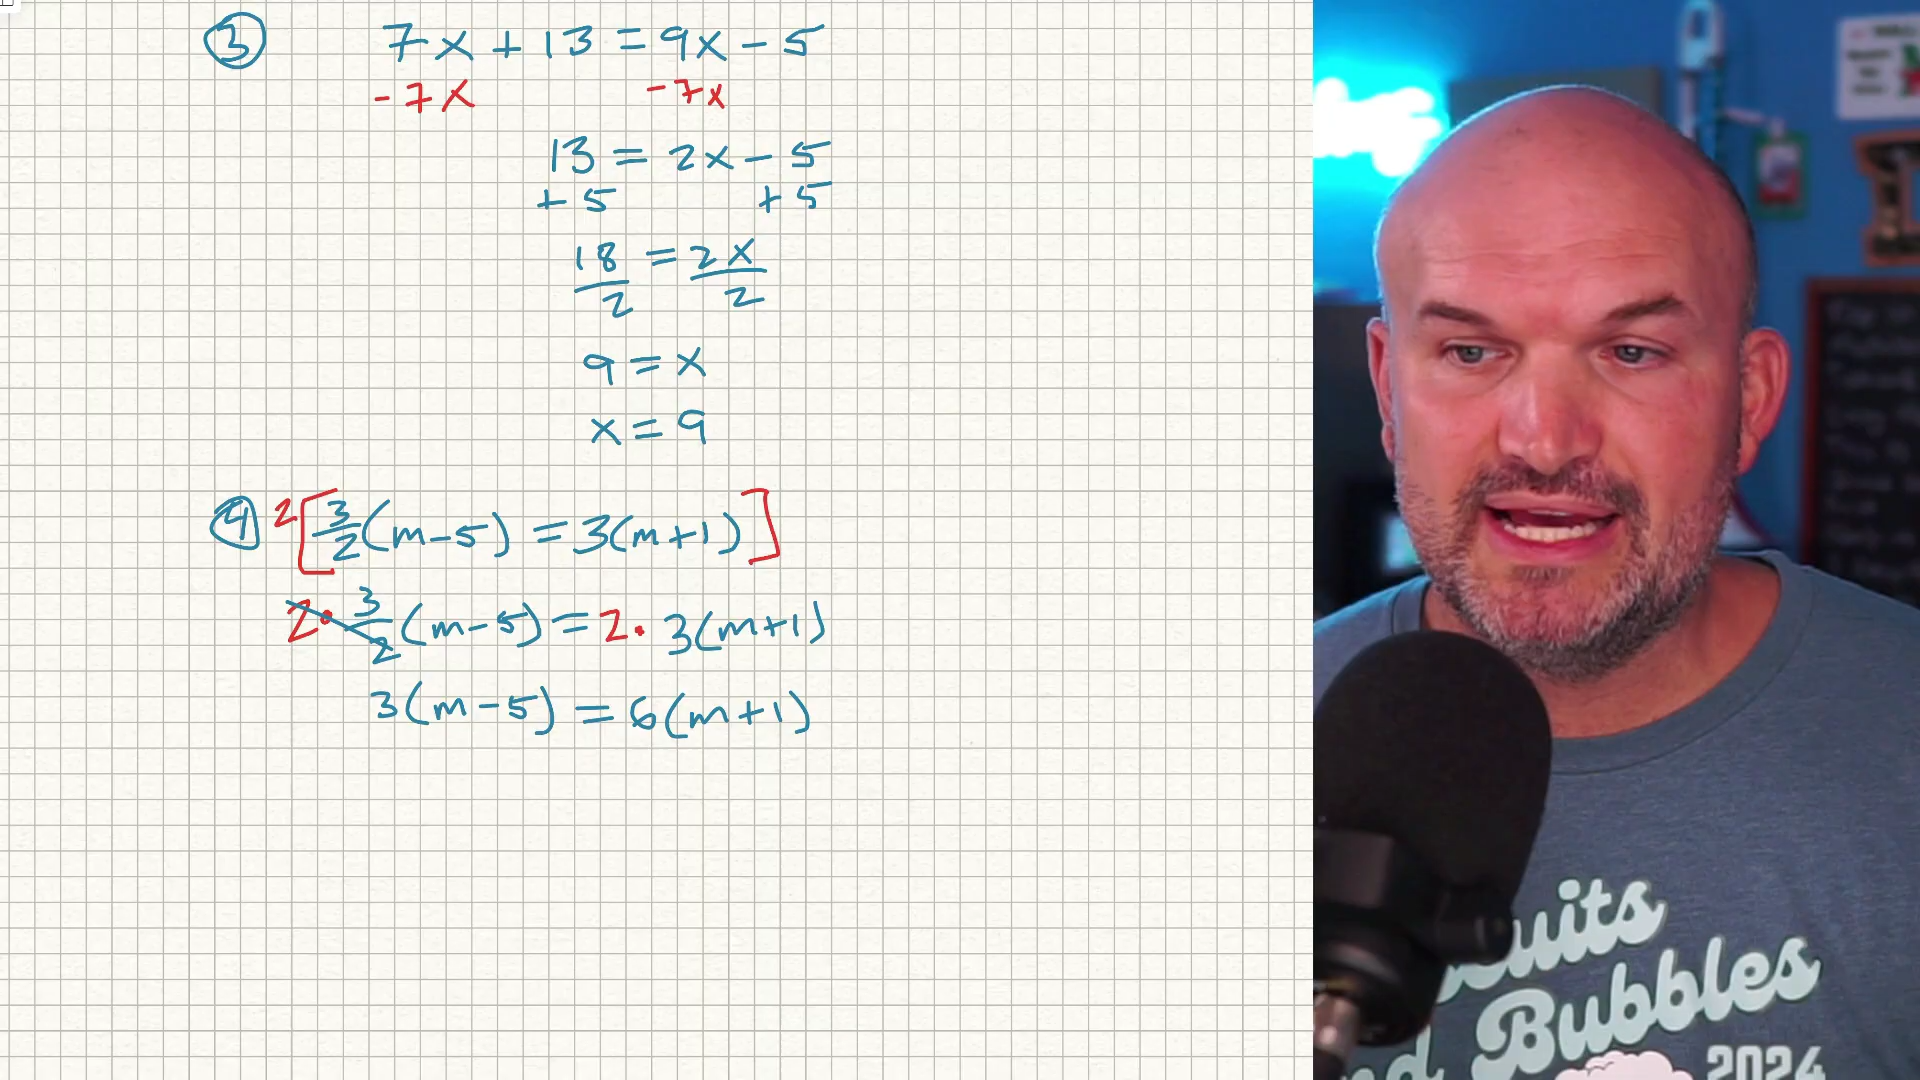 ③ 7x + 13 = 9x - 5
-7x -7x
13 = 2x - 5
+5 +5
18 = 2x
2 2
9 = x
x = 9
④ 2[3/2(m-5) = 3(m+1)]
2·3/2(m-5) = 2·3(m+1)
3(m-5) = 6(m+1)
Bubbles
2024